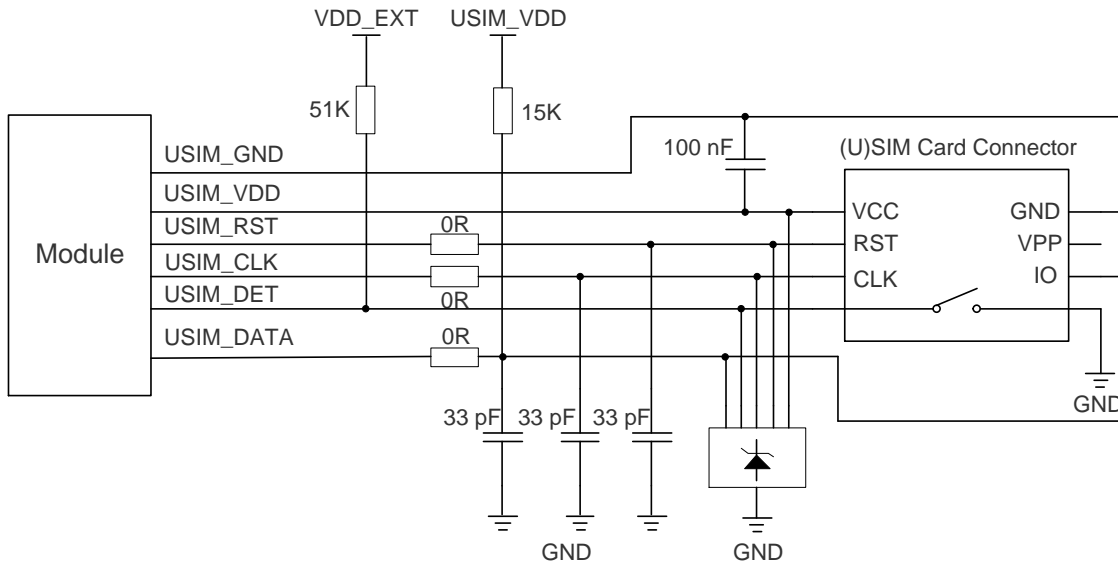 VDD_EXT USIM_VDD
51K 15K
100 nF (U)SIM Card Connector
Module
USIM_GND
USIM_VDD
USIM_RST 0R
USIM_CLK
USIM_DET 0R
USIM_DATA 0R
VCC GND
RST VPP
CLK IO
GND
33 pF 33 pF 33 pF
GND GND